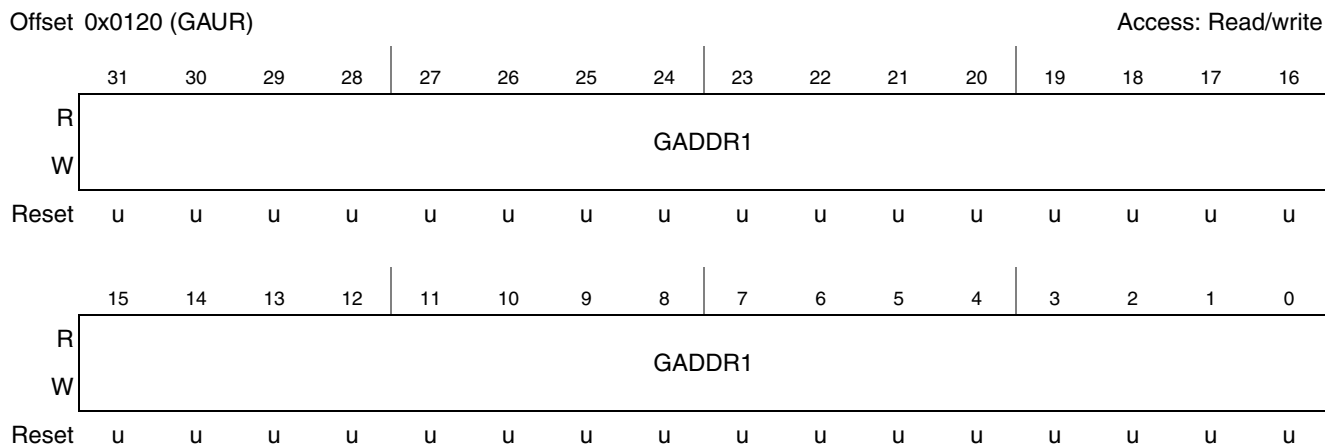 Offset 0x0120 (GAUR) Access: Read/write
31 30 29 28 27 26 25 24 23 22 21 20 19 18 17 16
R
GADDR1
W
Reset u u u u u u u u u u u u u u u u
15 14 13 12 11 10 9 8 7 6 5 4 3 2 1 0
R
GADDR1
W
Reset u u u u u u u u u u u u u u u u